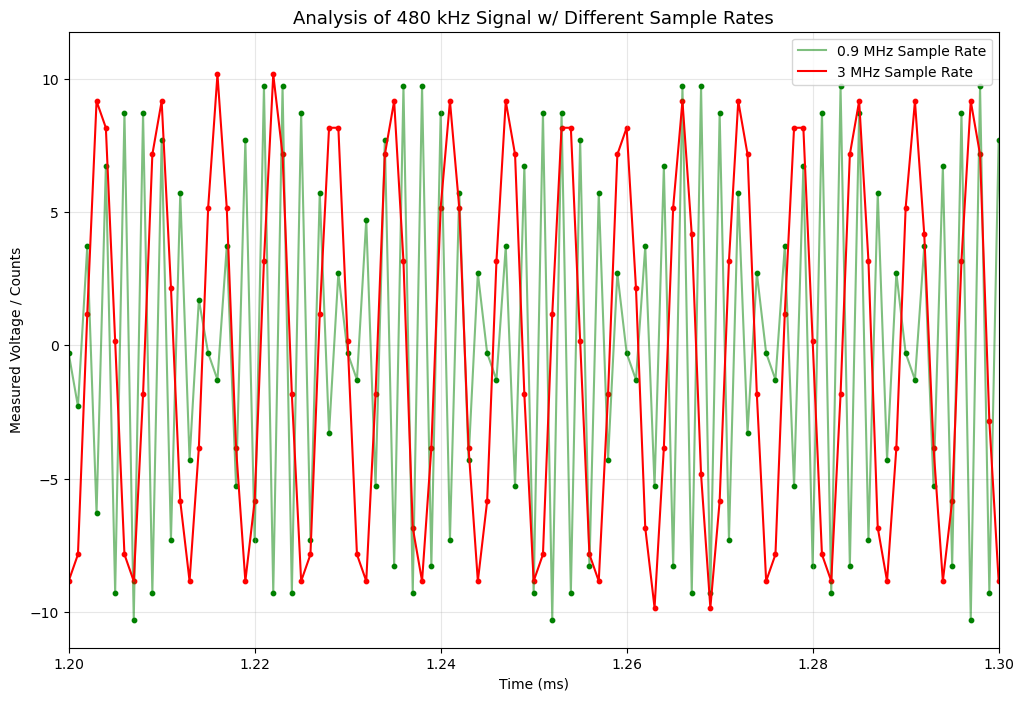 Analysis of 480 kHz Signal w/ Different Sample Rates
0.9 MHz Sample Rate
3 MHz Sample Rate
Measured Voltage / Counts
10
5
0
−5
−10
1.20
1.22
1.24
1.26
1.28
1.30
Time (ms)